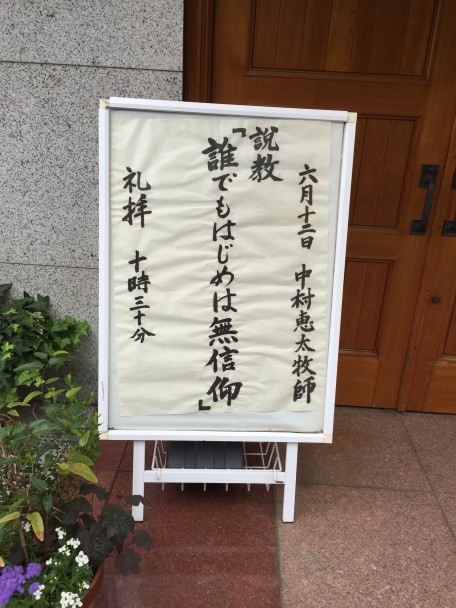 六月十二日 中村恵太牧師
説教
「誰でもはじめは無信仰」
礼拝 十時三十分